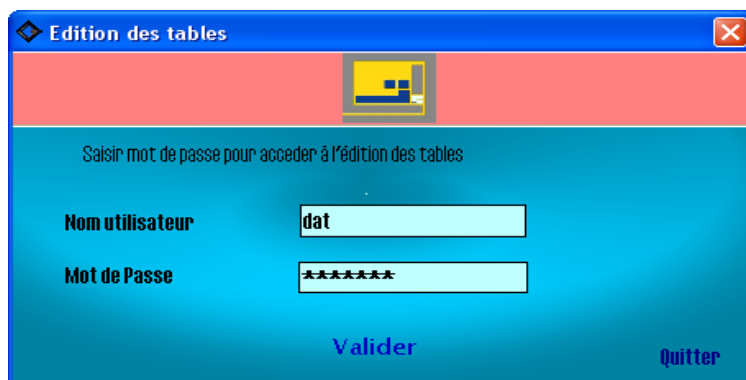 Edition des tables
Saisir mot de passe pour acceder à l'édition des tables
Nom utilisateur
dat
Mot de Passe
*******
Valider
Quitter